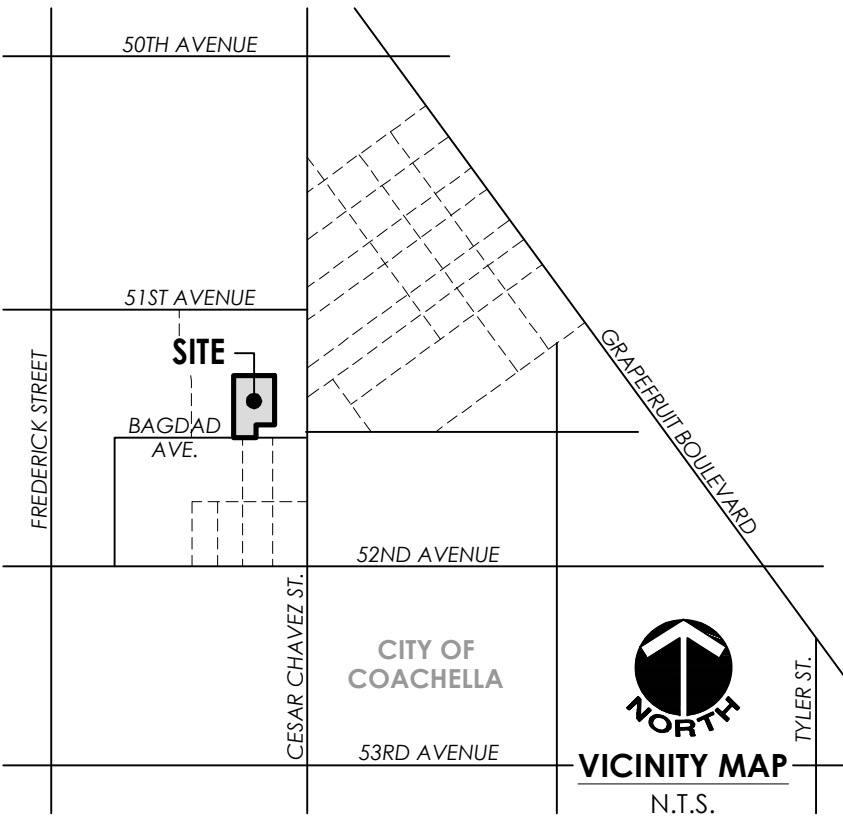 50TH AVENUE
51ST AVENUE
SITE
FREDERICK STREET
BAGDAD
AVE.
GRAPEFRUIT BOULEVARD
52ND AVENUE
CESAR CHAVEZ ST.
CITY OF
COACHELLA
NORTH
TYLER ST.
53RD AVENUE
VICINITY MAP
N.T.S.